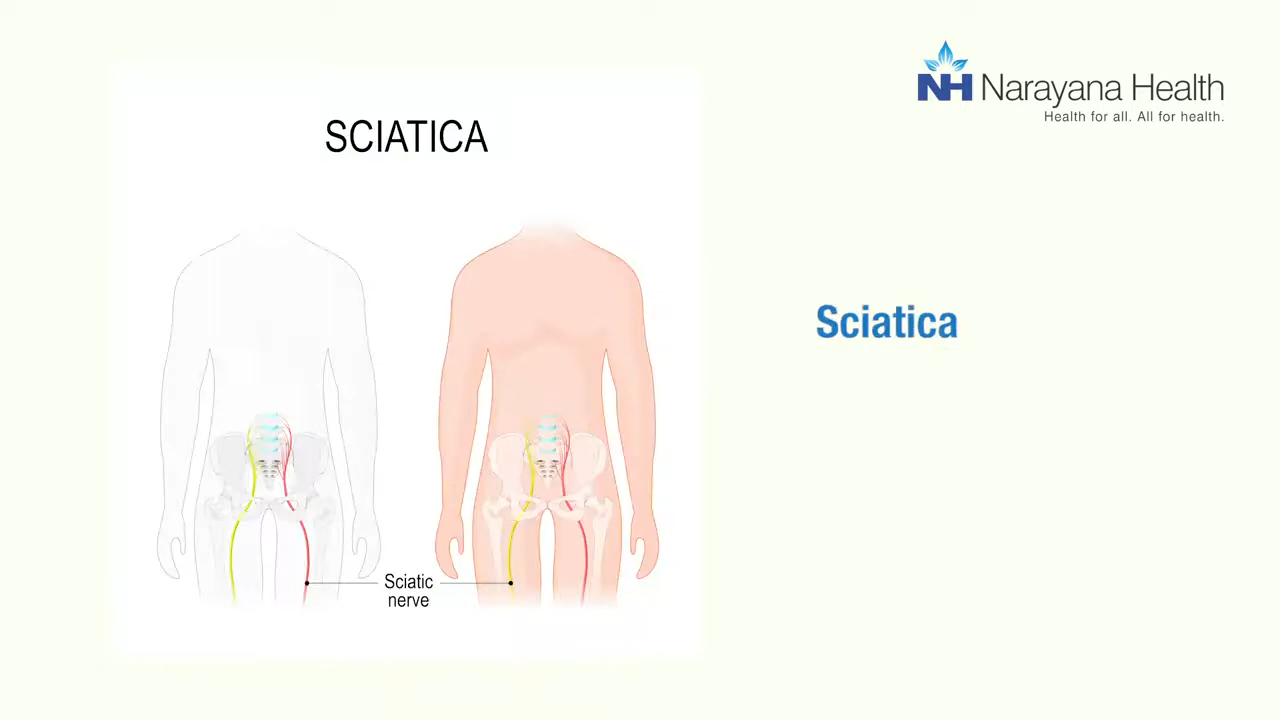 NH Narayana Health
Health for all. All for health.
SCIATICA
Sciatica
Sciatic
nerve